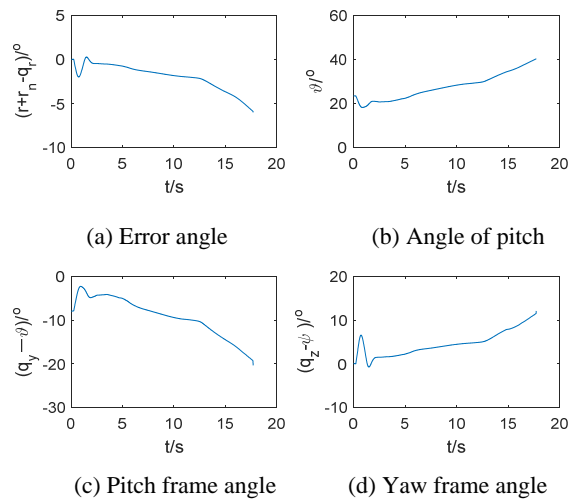 5
0
-5
-10
(r+r_n-q_r)/°
0 5 10 15 20
t/s
(a) Error angle
60
40
20
0
ϑ/°
0 5 10 15 20
t/s
(b) Angle of pitch
0
-10
-20
-30
(q_y—ϑ)/°
0 5 10 15 20
t/s
(c) Pitch frame angle
20
10
0
-10
(q_z-ψ)/°
0 5 10 15 20
t/s
(d) Yaw frame angle